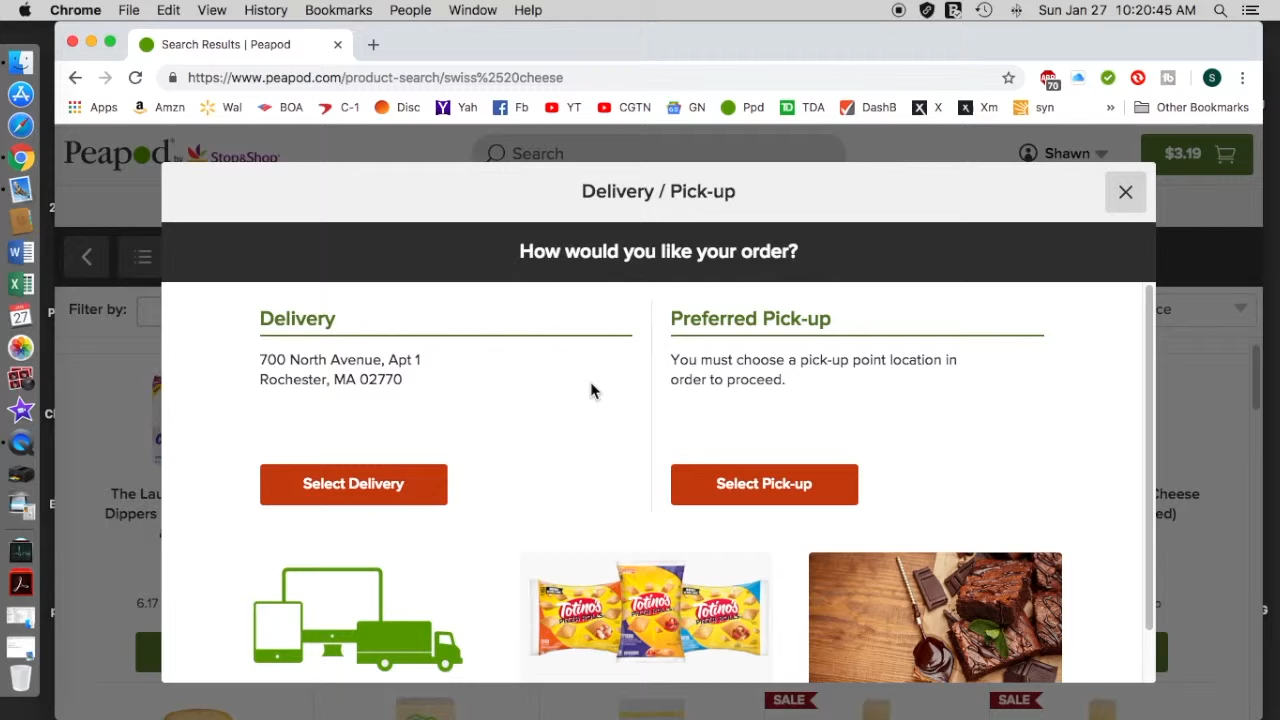 Chrome File Edit View History Bookmarks People Window Help Sun Jan 27 10:20:45 AM
Search Results | Peapod
https://www.peapod.com/product-search/swiss%2520cheese
70
S
Apps Amzn Wal BOA C-1 Disc Yah Fb YT CGTN GN Ppd TDA DashB X Xm syn » Other Bookmarks
Peapod by Stop&Shop
Search
Shawn
$3.19
Delivery / Pick-up
How would you like your order?
Filter by:
Delivery
700 North Avenue, Apt 1
Rochester, MA 02770
Select Delivery
Preferred Pick-up
You must choose a pick-up point location in
order to proceed.
Select Pick-up
The Lau
Dippers
6.17
Cheese
Totino's
Totino's
Totino's
SALE
SALE